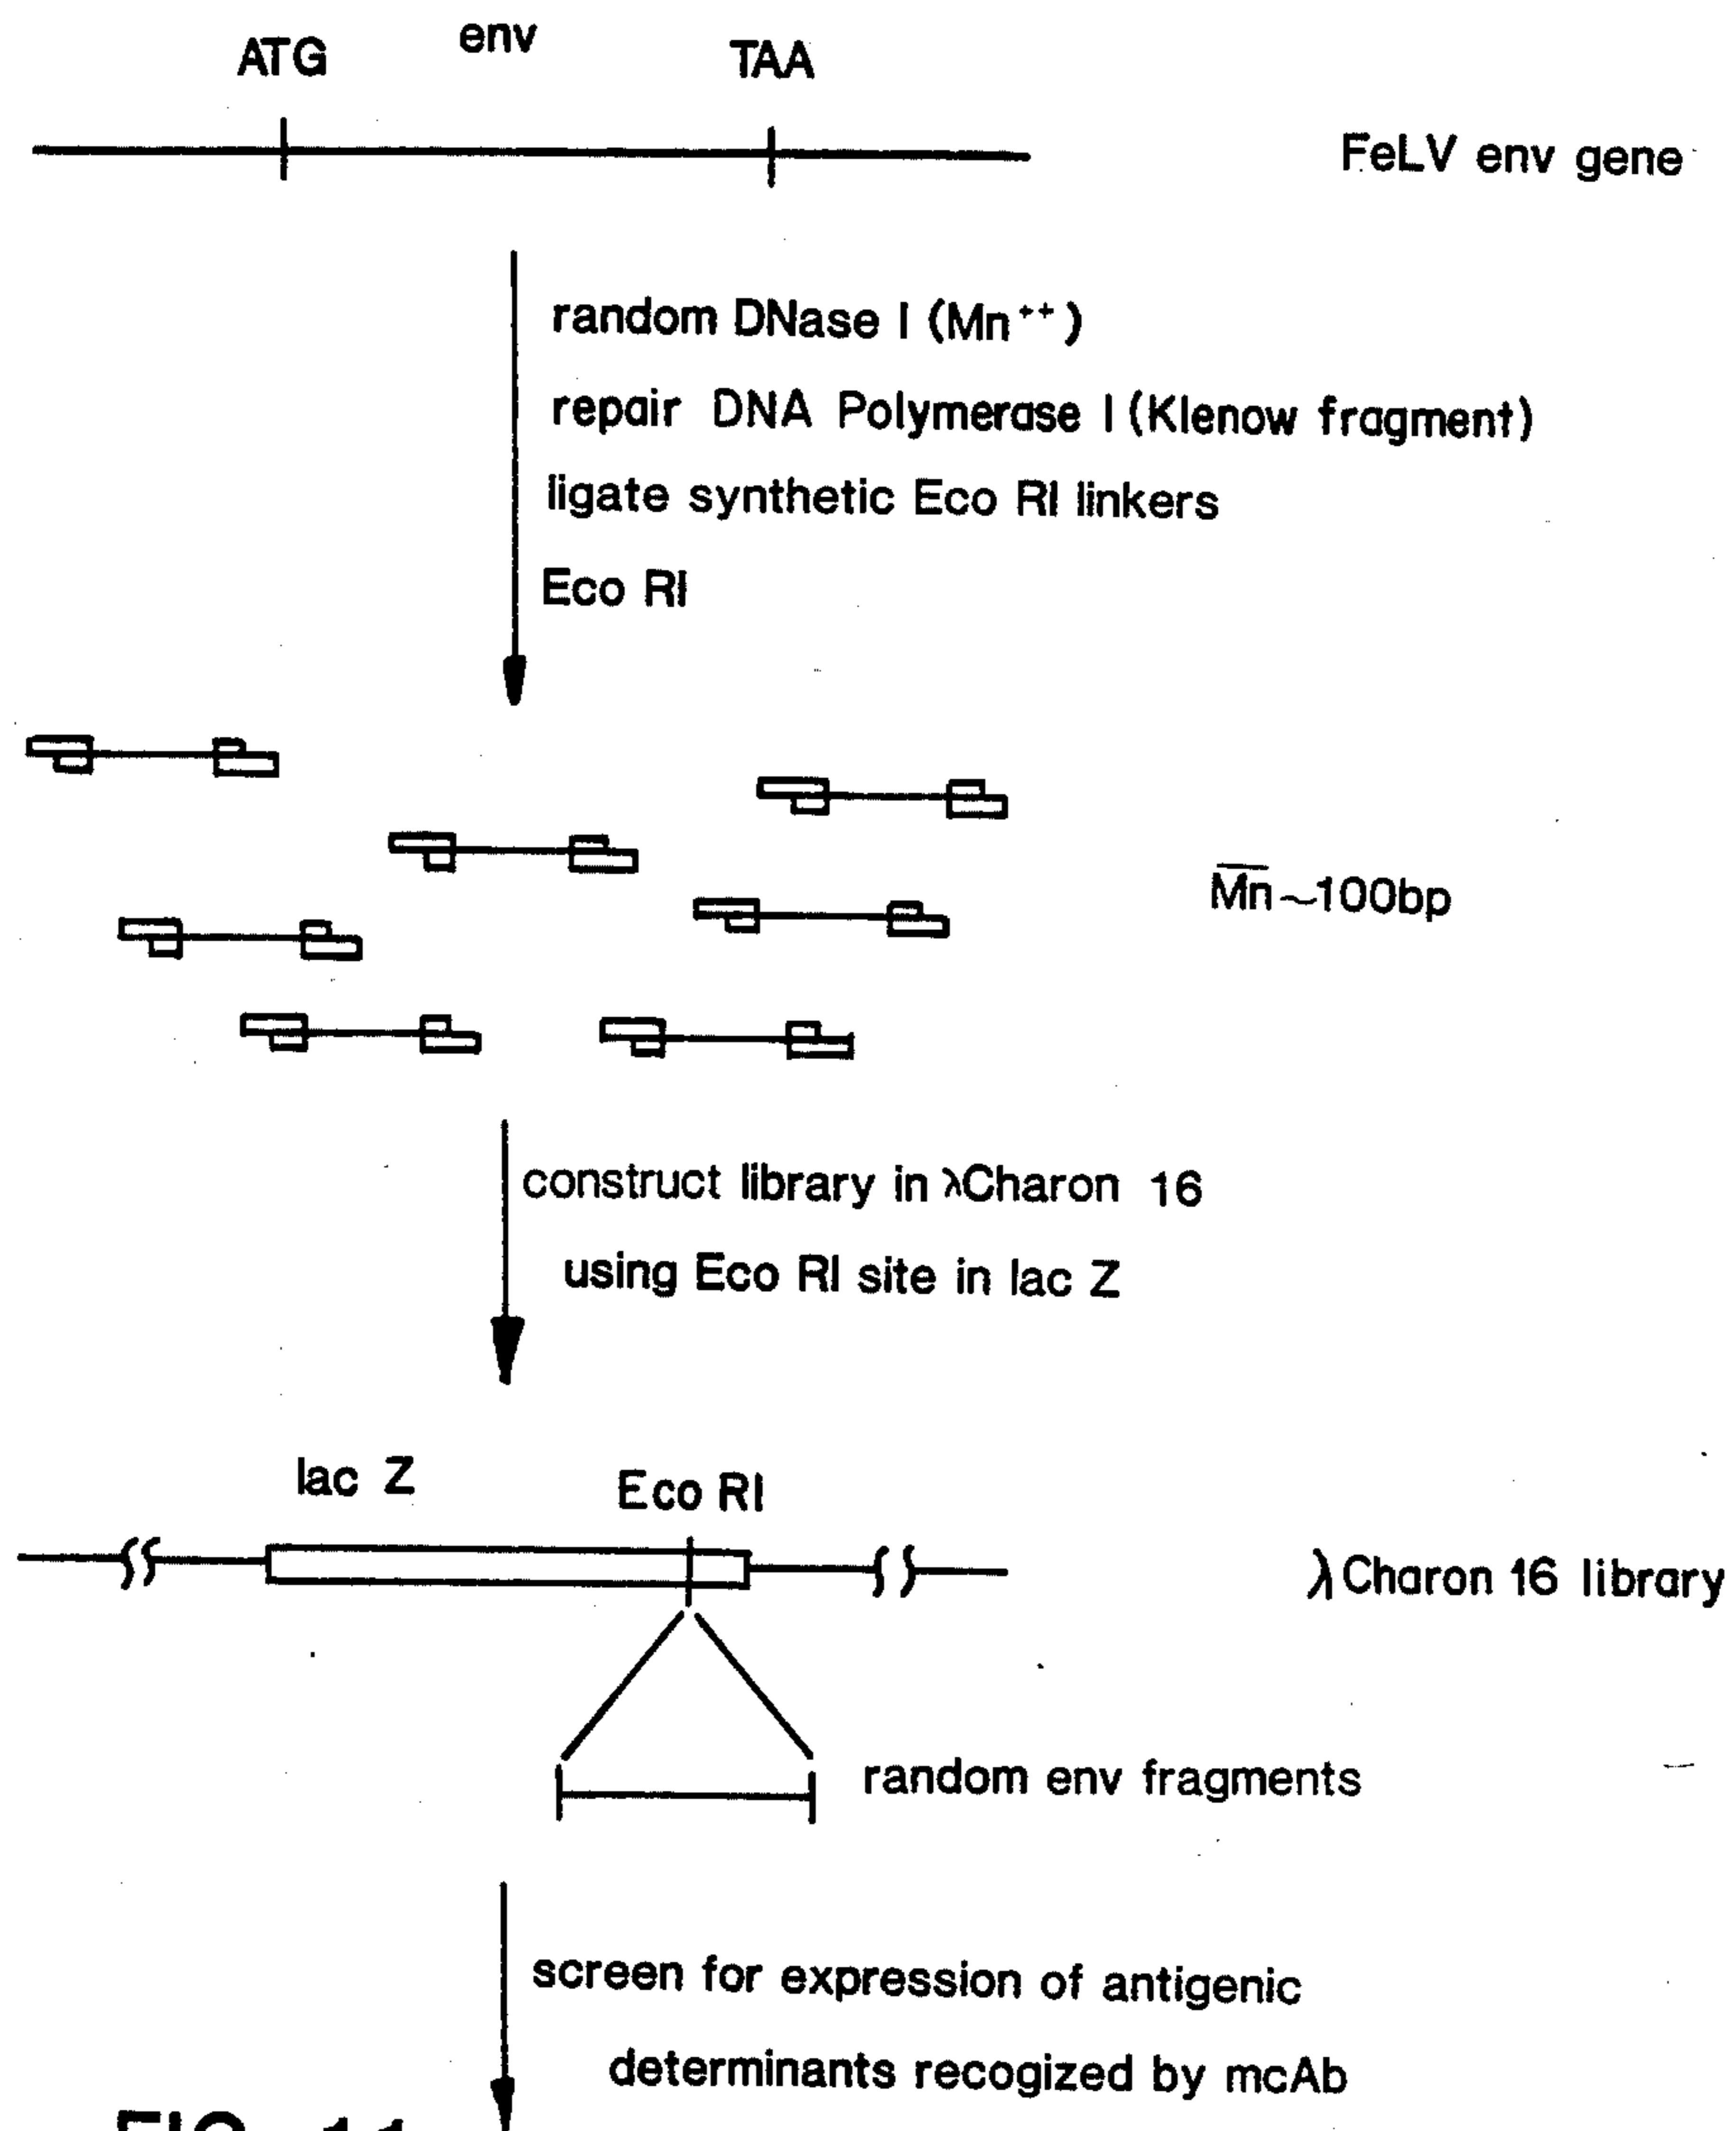 env
ATG
TAA
FeLV env gene
random DNase I (Mn⁺⁺)
repair DNA Polymerase I (Klenow fragment)
ligate synthetic Eco RI linkers
Eco RI
M̅n̅~100bp
construct library in λCharon 16
using Eco RI site in lac Z
lac Z
Eco RI
λCharon 16 library
random env fragments
screen for expression of antigenic
determinants recogized by mcAb